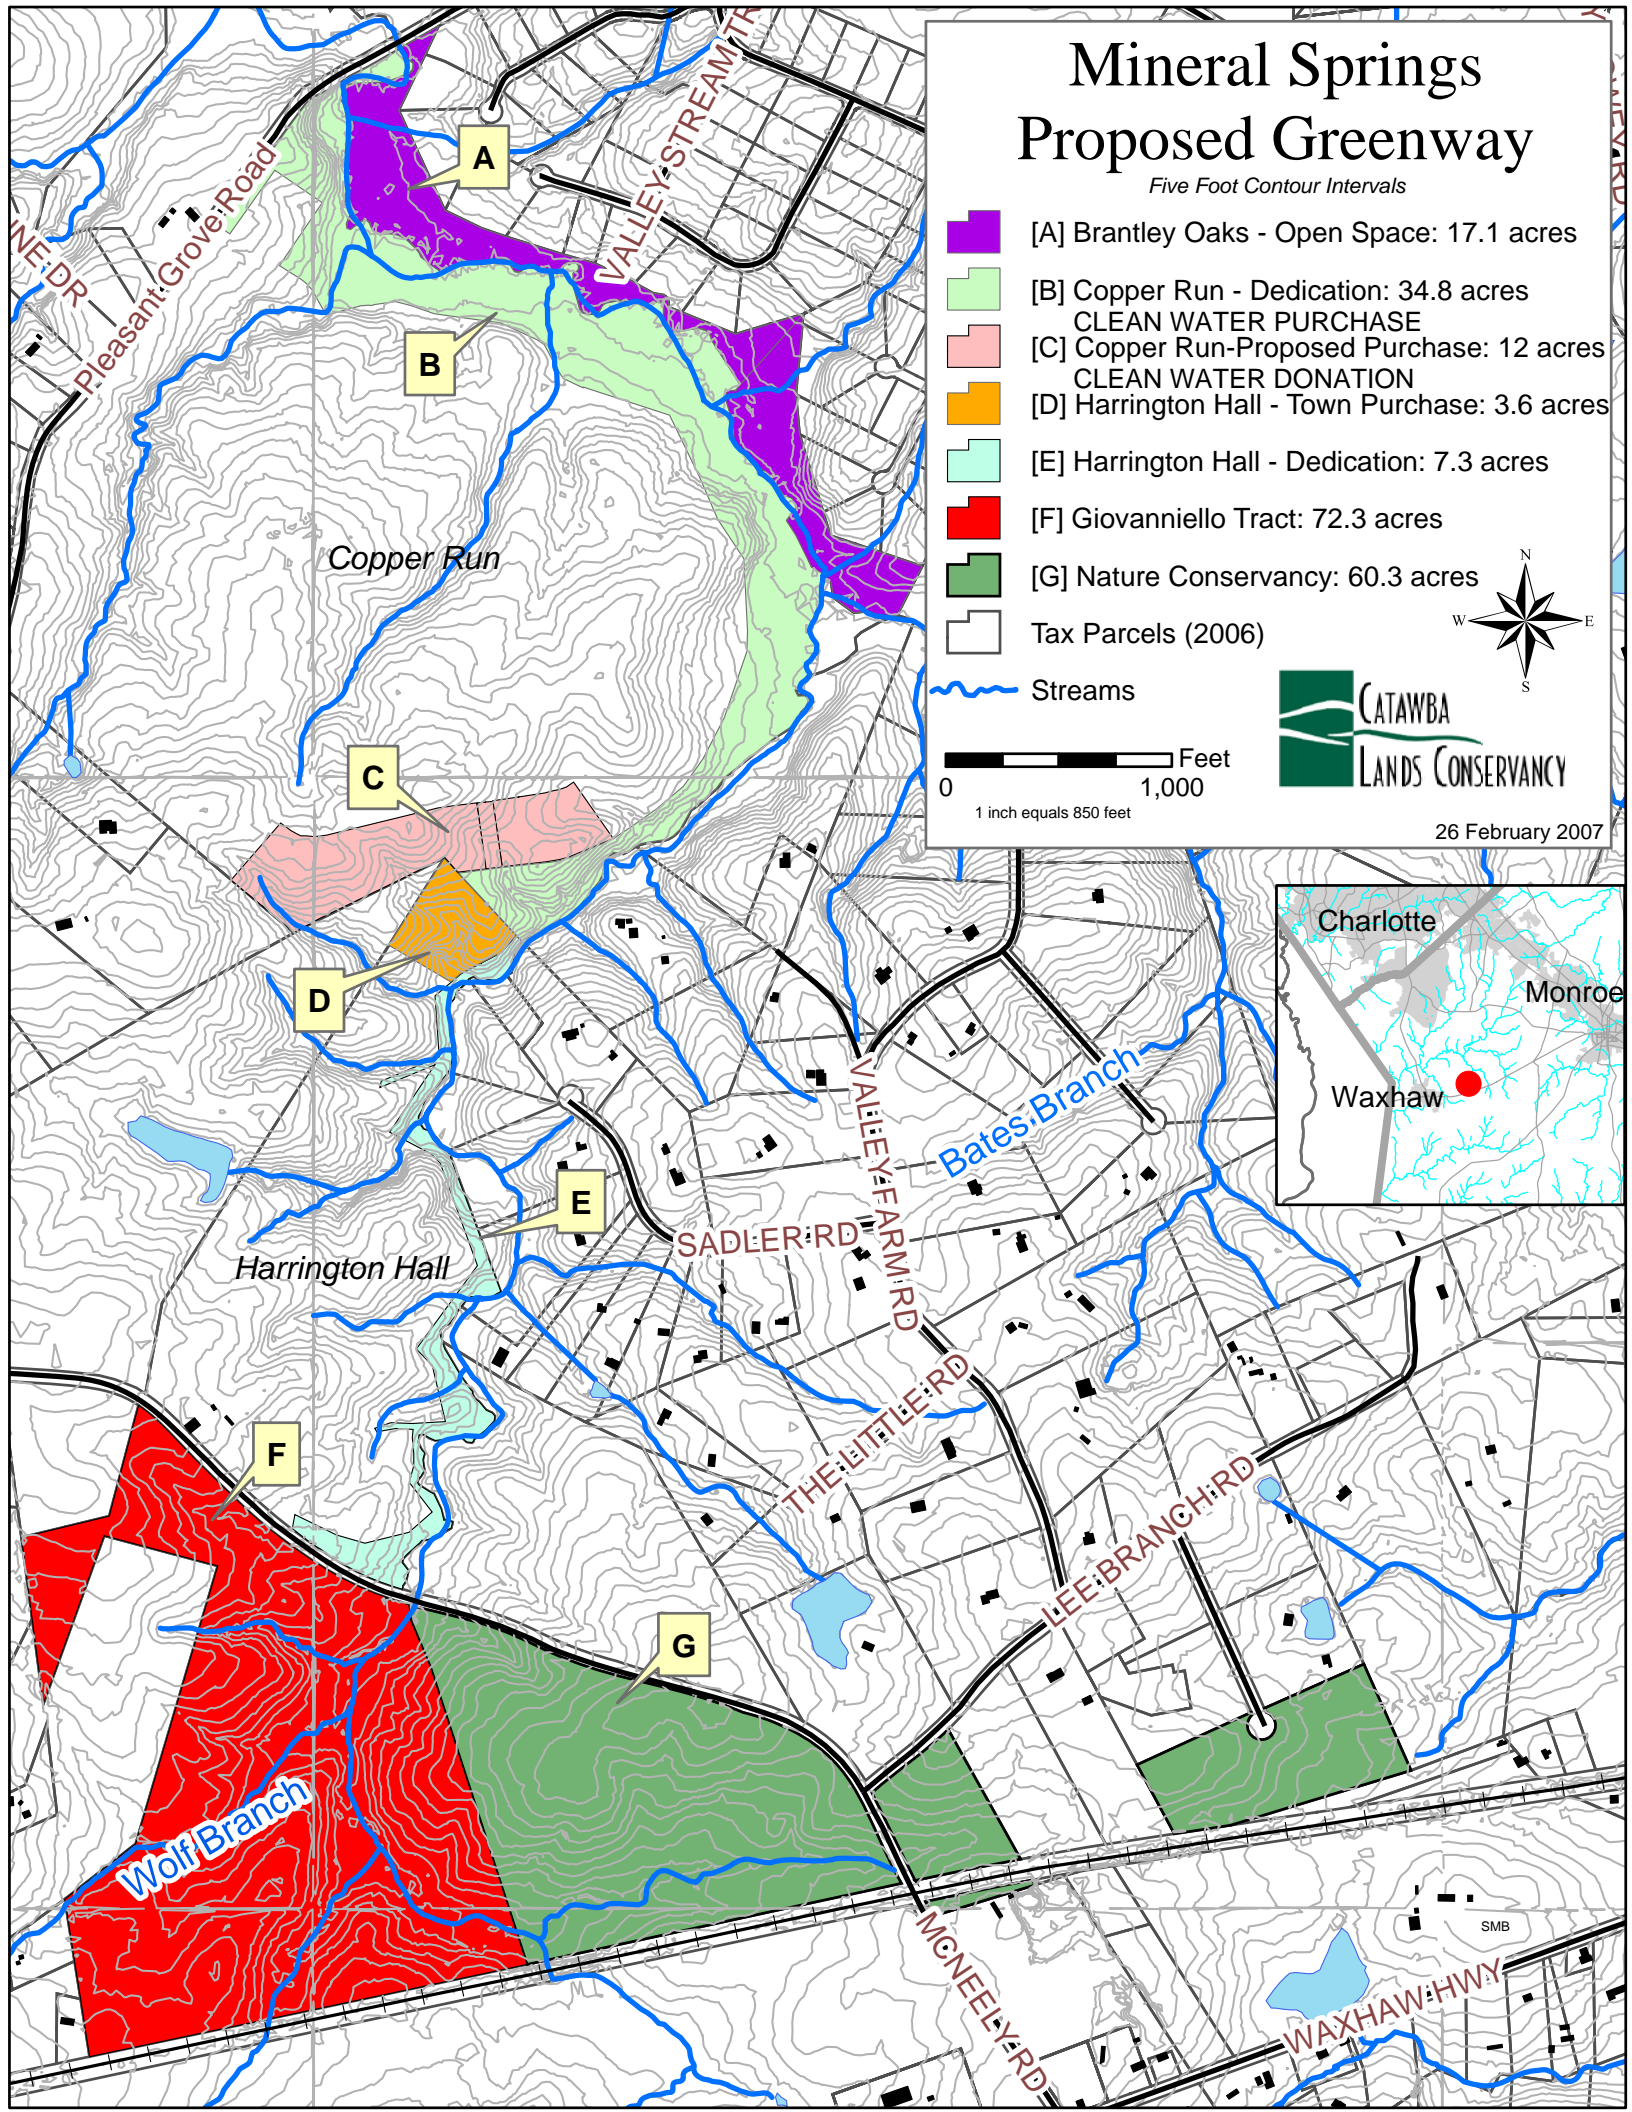 Mineral Springs
Proposed Greenway
Five Foot Contour Intervals
[A] Brantley Oaks - Open Space: 17.1 acres
[B] Copper Run - Dedication: 34.8 acres
CLEAN WATER PURCHASE
[C] Copper Run-Proposed Purchase: 12 acres
CLEAN WATER DONATION
[D] Harrington Hall - Town Purchase: 3.6 acres
[E] Harrington Hall - Dedication: 7.3 acres
[F] Giovanniello Tract: 72.3 acres
[G] Nature Conservancy: 60.3 acres
Tax Parcels (2006)
Streams
N
W
E
S
CATAWBA
LANDS CONSERVANCY
Feet
0
1,000
1 inch equals 850 feet
26 February 2007
Charlotte
Monroe
Waxhaw
A
VALLEY STREAM TR
Pleasant Grove Road
NE DR
B
Copper Run
C
D
E
Harrington Hall
F
G
Bates Branch
VALLEY FARM RD
SADLER RD
THE LITTLE RD
LEE BRANCH RD
Wolf Branch
MCNEELY RD
WAXHAW HWY
SMB